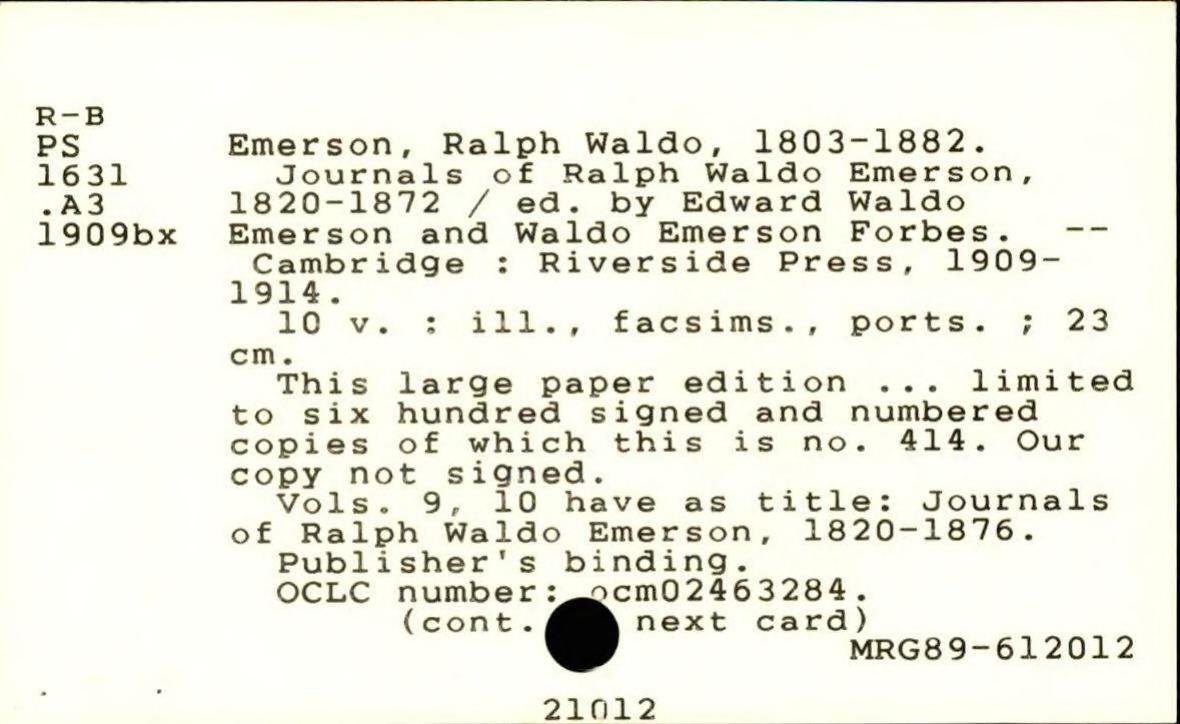 R-B
PS Emerson, Ralph Waldo, 1803-1882.
1631 Journals of Ralph Waldo Emerson,
.A3 1820-1872 / ed. by Edward Waldo
1909bx Emerson and Waldo Emerson Forbes. --
Cambridge : Riverside Press, 1909-
1914.
10 v. : ill., facsims., ports. ; 23
cm.
This large paper edition ... limited
to six hundred signed and numbered
copies of which this is no. 414. Our
copy not signed.
Vols. 9, 10 have as title: Journals
of Ralph Waldo Emerson, 1820-1876.
Publisher's binding.
OCLC number: ocm02463284.
(cont. next card)
MRG89-612012
21012